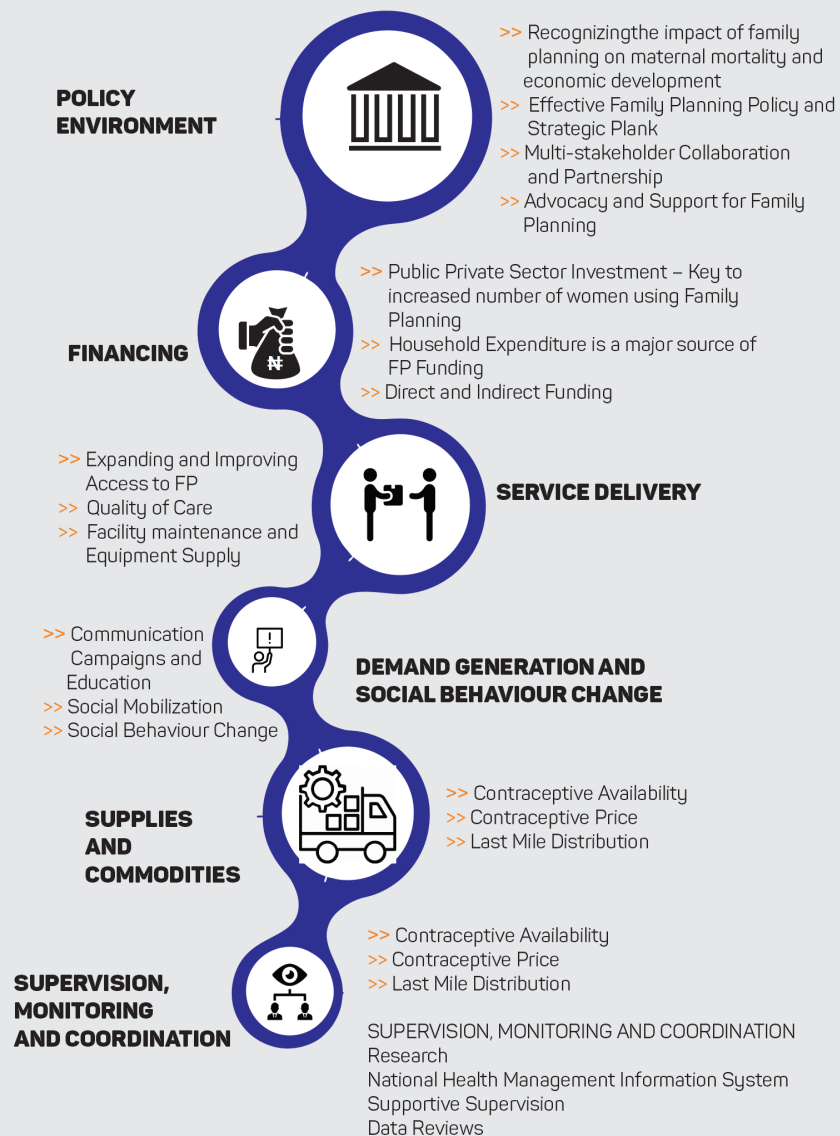 POLICY
ENVIRONMENT
>> Recognizingthe impact of family
planning on maternal mortality and
economic development
>> Effective Family Planning Policy and
Strategic Plank
>> Multi-stakeholder Collaboration
and Partnership
>> Advocacy and Support for Family
Planning
FINANCING
₦
>> Public Private Sector Investment – Key to
increased number of women using Family
Planning
>> Household Expenditure is a major source of
FP Funding
>> Direct and Indirect Funding
>> Expanding and Improving
Access to FP
>> Quality of Care
>> Facility maintenance and
Equipment Supply
SERVICE DELIVERY
>> Communication
Campaigns and
Education
>> Social Mobilization
>> Social Behaviour Change
!
DEMAND GENERATION AND
SOCIAL BEHAVIOUR CHANGE
SUPPLIES
AND
COMMODITIES
>> Contraceptive Availability
>> Contraceptive Price
>> Last Mile Distribution
SUPERVISION,
MONITORING
AND COORDINATION
>> Contraceptive Availability
>> Contraceptive Price
>> Last Mile Distribution
SUPERVISION, MONITORING AND COORDINATION
Research
National Health Management Information System
Supportive Supervision
Data Reviews